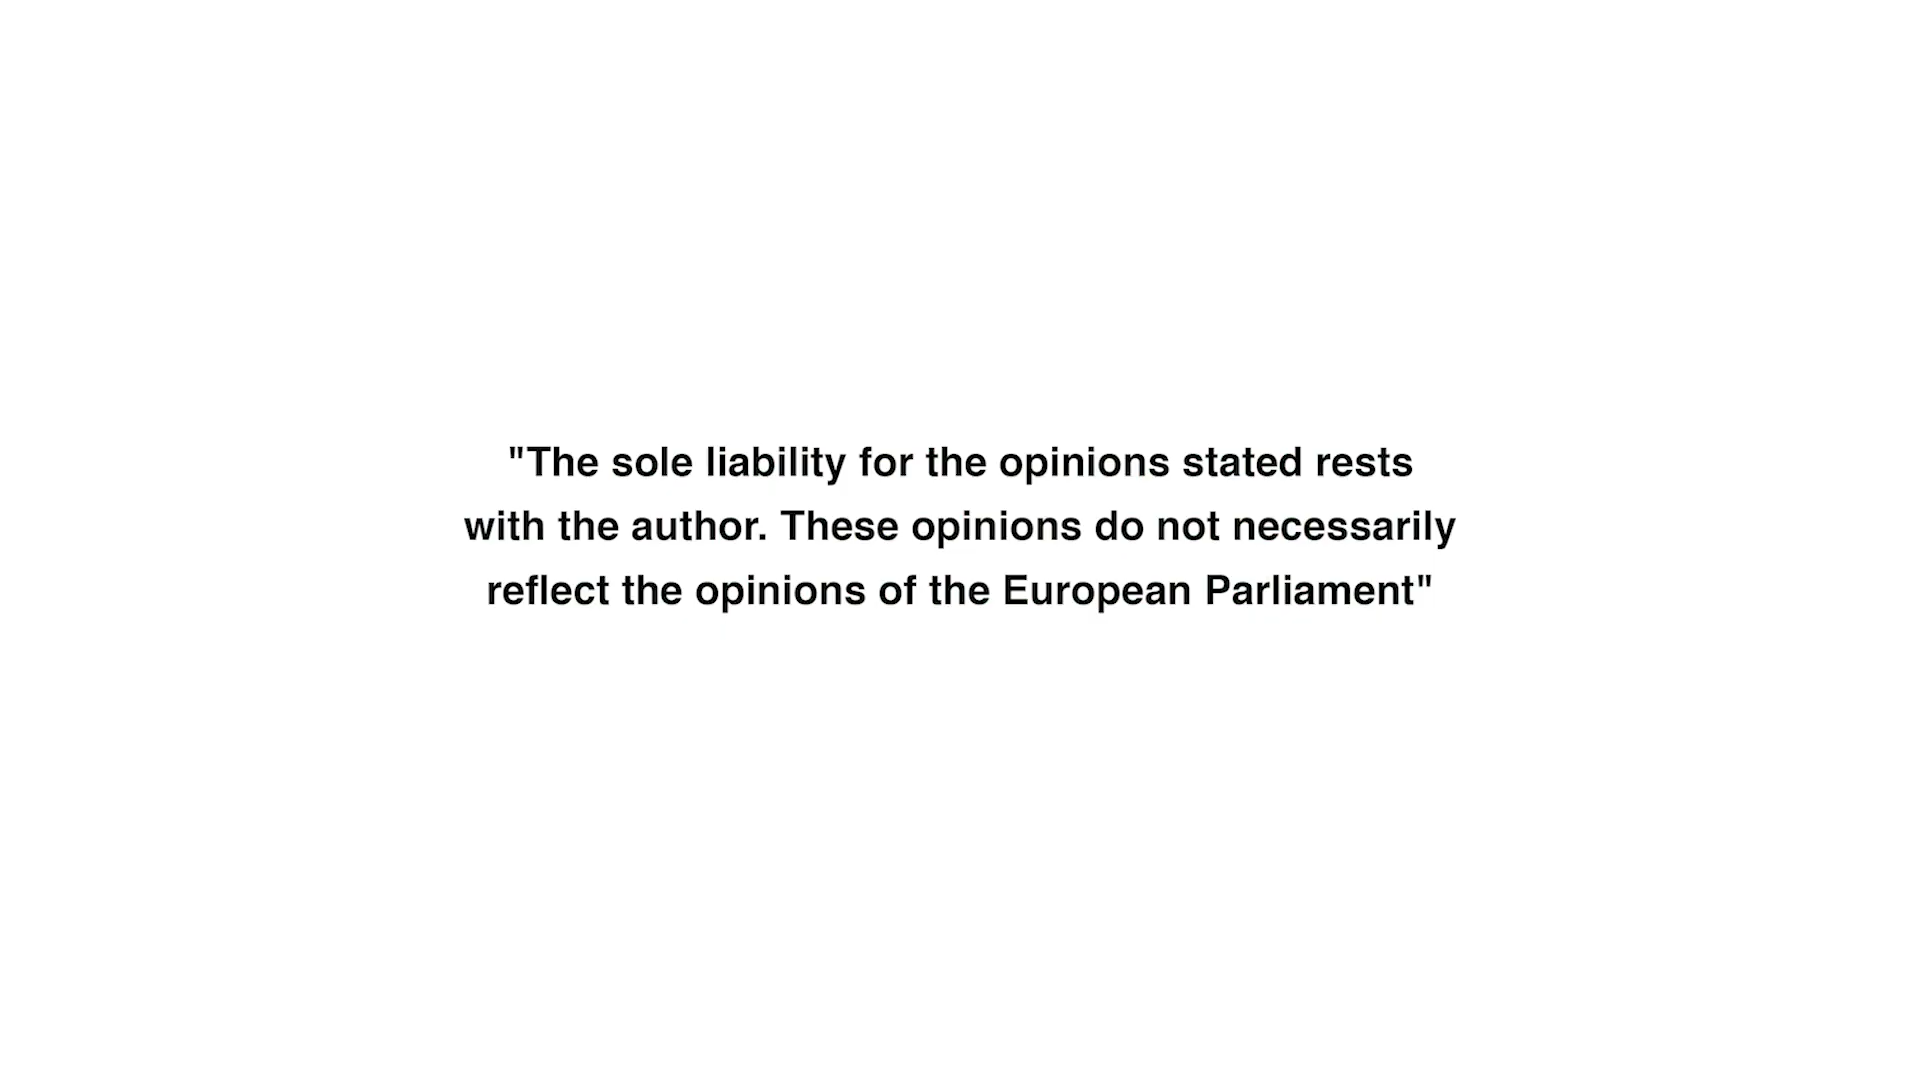 "The sole liability for the opinions stated rests
with the author. These opinions do not necessarily
reflect the opinions of the European Parliament"